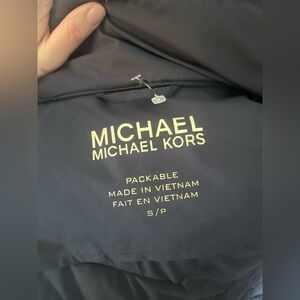 MICHAEL
MICHAEL KORS
PACKABLE
MADE IN VIETNAM
FAIT EN VIETNAM
S/P